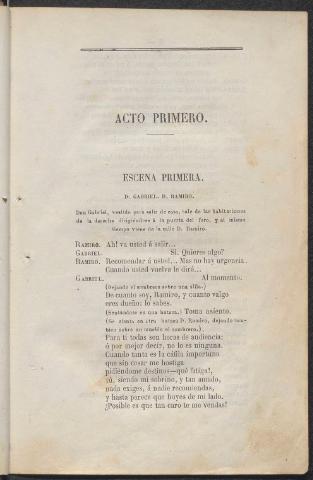 ACTO PRIMERO.
ESCENA PRIMERA.
D. GABRIEL. D. RAMIRO.
Don Gabriel, vestido para salir de casa, sale de las habitaciones
de la derecha dirigiéndose á la puerta del foro, y al mismo
tiempo viene de la calle D. Ramiro.
RAMIRO. Ah! va usted á salir...
GABRIEL. Si. Quieres algo?
RAMIRO. Recomendar á usted,.. Mas no hay urgencia.
Cuando usted vuelva le diré...
GABRIEL. Al momento.
(Dejando el sombrero sobre una silla.)
De cuanto soy, Ramiro, y cuanto valgo
eres dueño: lo sabes.
(Sentándose en una butaca.) Toma asiento.
(Se sienta en otra butaca D. Ramiro, dejando tam-
bien sobre un mueble el sombrero.)
Para ti todas son horas de audiencia;
ó por mejor decir, no lo es ninguna.
Cuando tanta es la cáfila importuna
que sin cesar me hostiga
pidiéndome destinos—qué fatiga!,
tú, siendo mi sobrino, y tan amado,
nada exiges, á nadie recomiendas,
y hasta parece que huyes de mi lado.
¡Posible es que tan caro te me vendas!